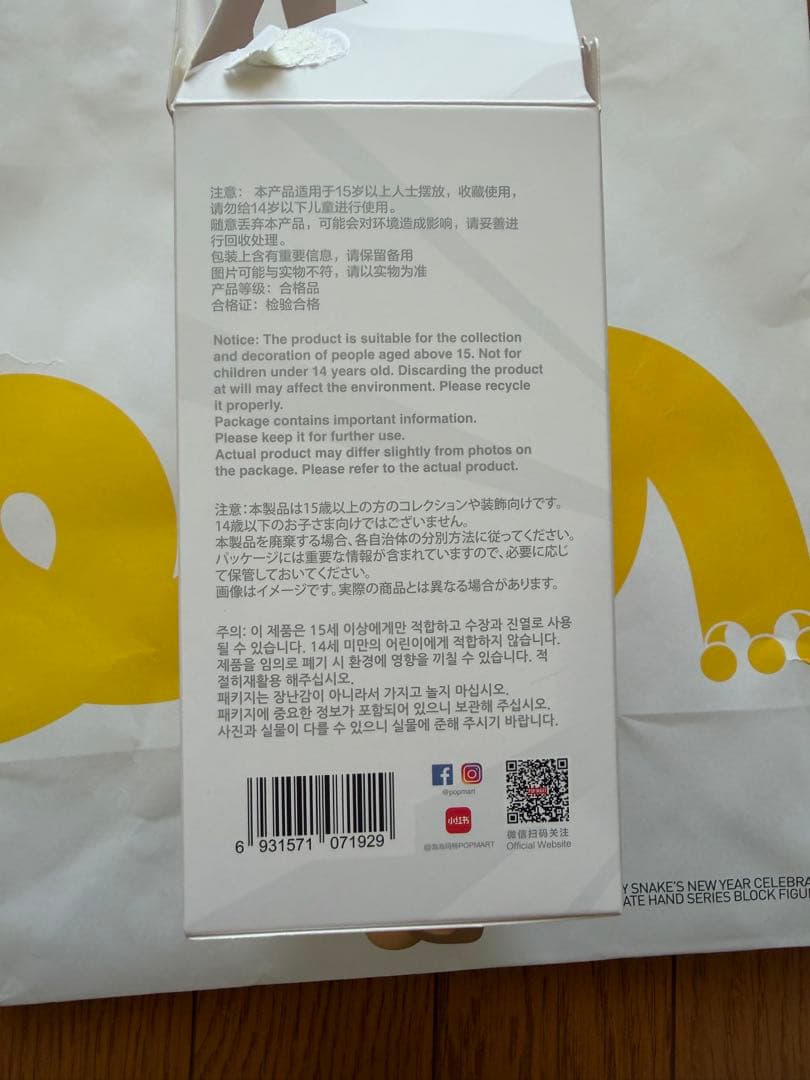 注意： 本产品适用于15岁以上人士摆放，收藏使用，
请勿给14岁以下儿童进行使用。
随意丢弃本产品，可能会对环境造成影响，请妥善进
行回收处理。
包装上含有重要信息，请保留备用
图片可能与实物不符，请以实物为准
产品等级：合格品
合格证：检验合格
Notice: The product is suitable for the collection
and decoration of people aged above 15. Not for
children under 14 years old. Discarding the product
at will may affect the environment. Please recycle
it properly.
Package contains important information.
Please keep it for further use.
Actual product may differ slightly from photos on
the package. Please refer to the actual product.
注意：本製品は15歳以上の方のコレクションや装飾向けです。
14歳以下のお子さま向けではございません。
本製品を廃棄する場合、各自治体の分別方法に従ってください。
パッケージには重要な情報が含まれていますので、必要に応じ
て保管しておいてください。
画像はイメージです。実際の商品とは異なる場合があります。
주의: 이 제품은 15세 이상에게만 적합하고 수장과 진열로 사용
될 수 있습니다. 14세 미만의 어린이에게 적합하지 않습니다.
제품을 임의로 폐기 시 환경에 영향을 끼칠 수 있습니다. 적
절히재활용 해주십시오.
패키지는 장난감이 아니라서 가지고 놀지 마십시오.
패키지에 중요한 정보가 포함되어 있으니 보관해 주십시오.
사진과 실물이 다를 수 있으니 실물에 준해 주시기 바랍니다.
@popmart
小红书
@泡泡玛特POPMART
POP MART
微信扫码关注
Official Website
6 931571 071929
Y SNAKE'S NEW YEAR CELEBRA
ATE HAND SERIES BLOCK FIGU